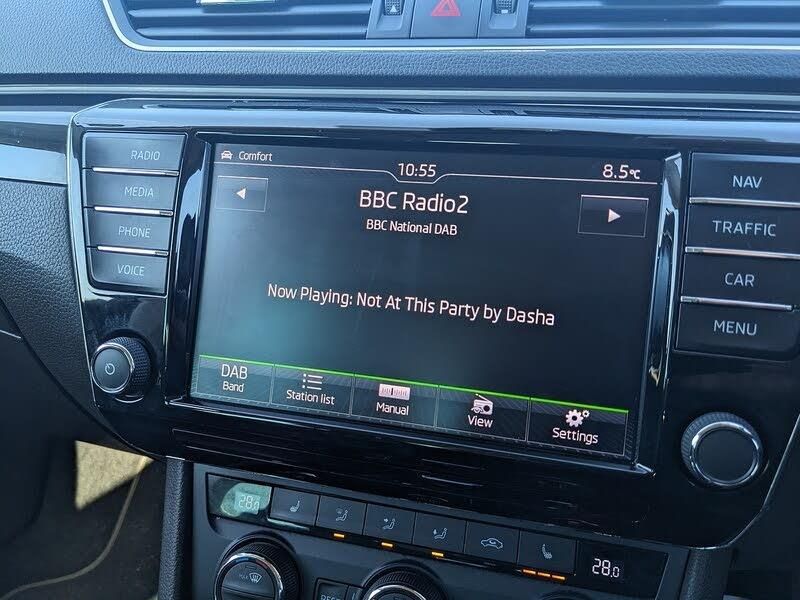 RADIO
MEDIA
PHONE
VOICE
Comfort
10:55
8.5°C
BBC Radio2
BBC National DAB
Now Playing: Not At This Party by Dasha
DAB
Band
Station list
Manual
View
Settings
NAV
TRAFFIC
CAR
MENU
28.0
28.0
MAX